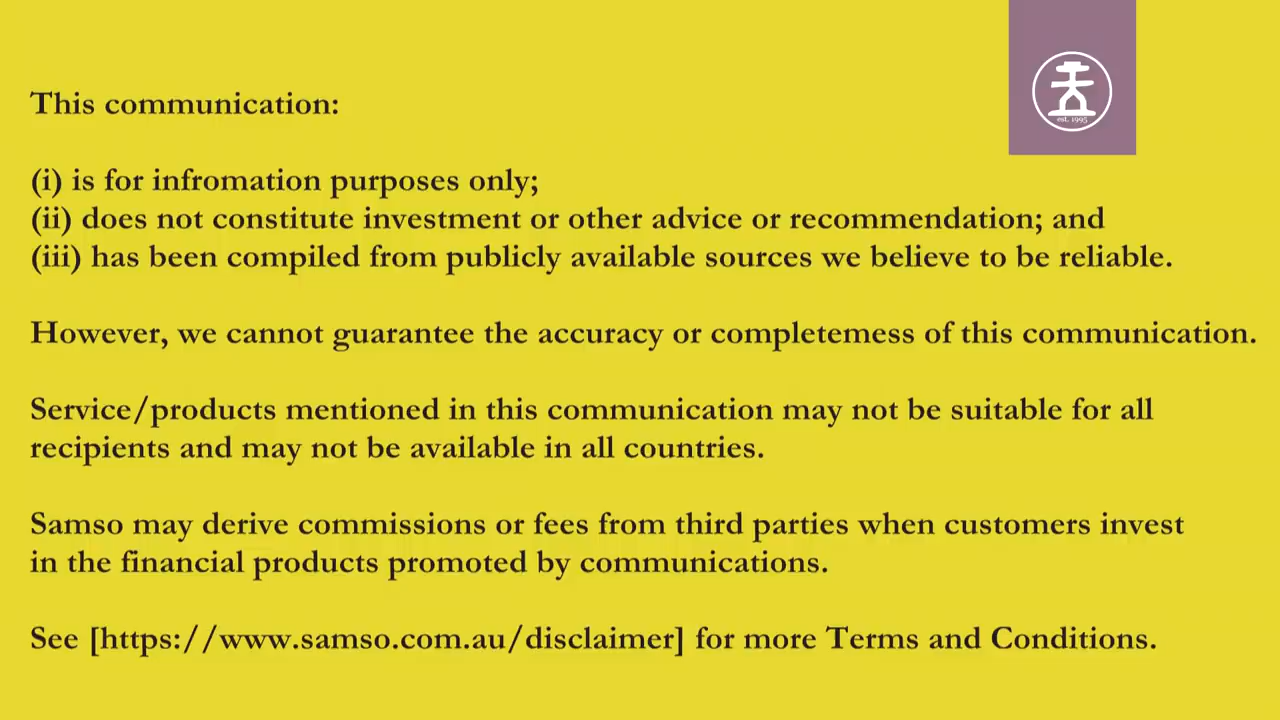 est. 1995
This communication:
(i) is for infromation purposes only;
(ii) does not constitute investment or other advice or recommendation; and
(iii) has been compiled from publicly available sources we believe to be reliable.
However, we cannot guarantee the accuracy or completemess of this communication.
Service/products mentioned in this communication may not be suitable for all
recipients and may not be available in all countries.
Samso may derive commissions or fees from third parties when customers invest
in the financial products promoted by communications.
See [https://www.samso.com.au/disclaimer] for more Terms and Conditions.